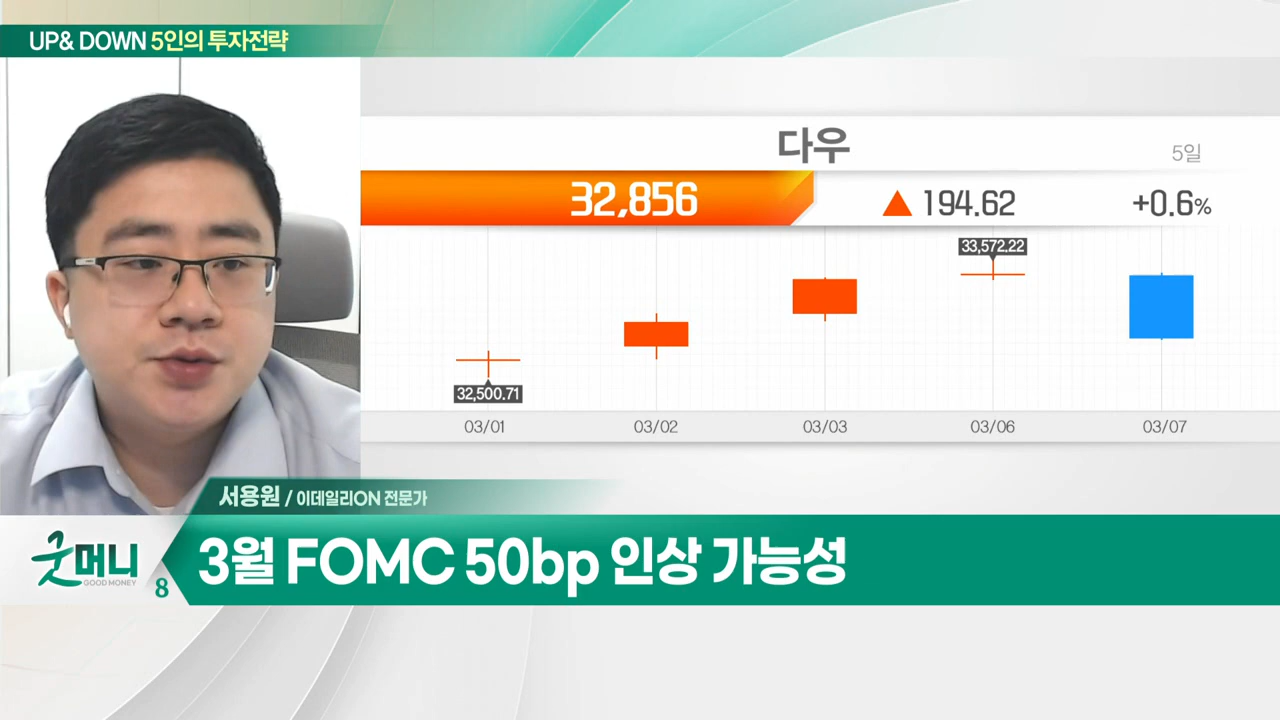 UP& DOWN 5인의 투자전략
다우
5일
32,856
▲ 194.62
+0.6%
33,572.22
32,500.71
03/01
03/02
03/03
03/06
03/07
서용원 / 이데일리ON 전문가
굿머니
GOOD MONEY
8
3월 FOMC 50bp 인상 가능성